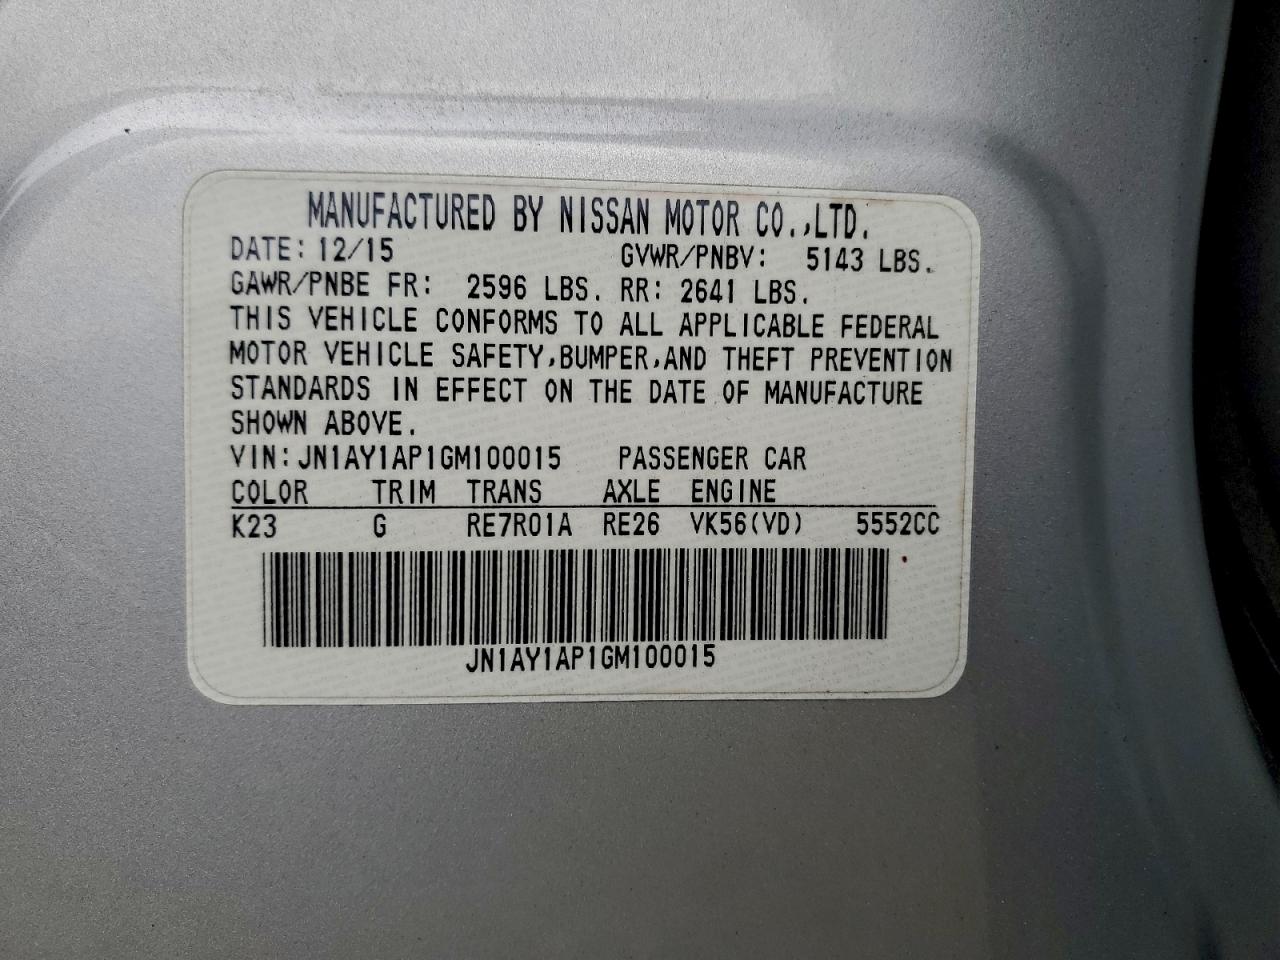 MANUFACTURED BY NISSAN MOTOR CO.,LTD.
DATE: 12/15 GVWR/PNBV: 5143 LBS.
GAWR/PNBE FR: 2596 LBS. RR: 2641 LBS.
THIS VEHICLE CONFORMS TO ALL APPLICABLE FEDERAL
MOTOR VEHICLE SAFETY,BUMPER,AND THEFT PREVENTION
STANDARDS IN EFFECT ON THE DATE OF MANUFACTURE
SHOWN ABOVE.
VIN:JN1AY1AP1GM100015 PASSENGER CAR
COLOR TRIM TRANS AXLE ENGINE
K23 G RE7R01A RE26 VK56(VD) 5552CC
JN1AY1AP1GM100015